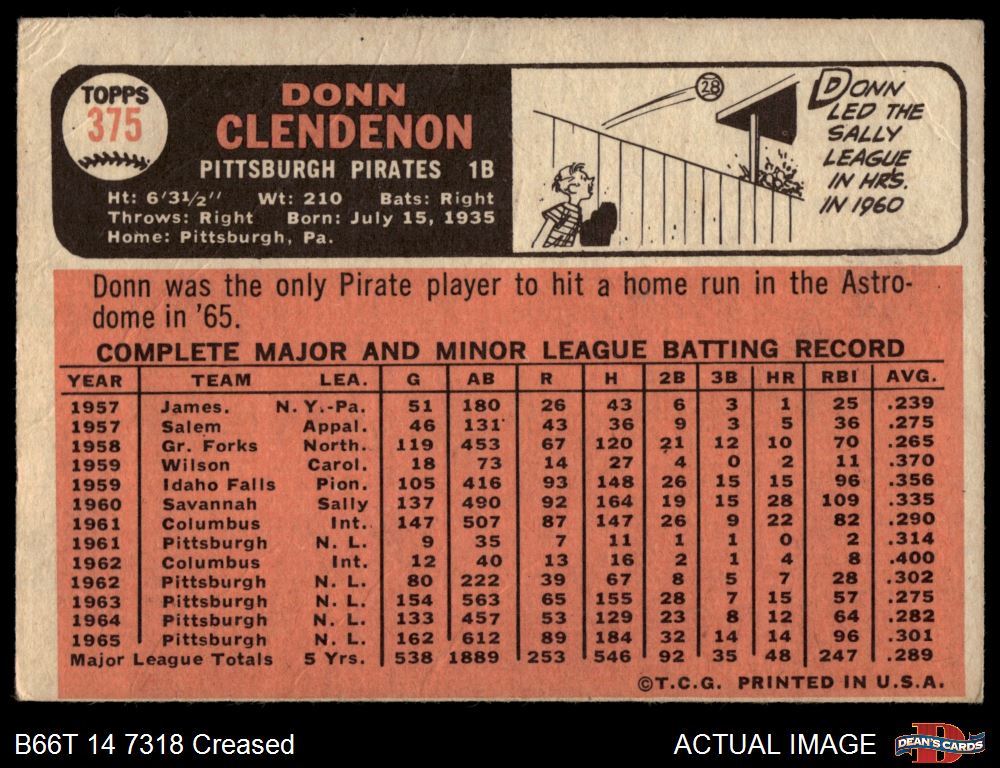 TOPPS
375
DONN
CLENDENON
PITTSBURGH PIRATES 1B
Ht: 6'3½" Wt: 210 Bats: Right
Throws: Right Born: July 15, 1935
Home: Pittsburgh, Pa.
28
DONN
LED THE
SALLY
LEAGUE
IN HRS.
IN 1960
Donn was the only Pirate player to hit a home run in the Astro-
dome in '65.
COMPLETE MAJOR AND MINOR LEAGUE BATTING RECORD
YEAR TEAM LEA. G AB R H 2B 3B HR RBI AVG.
1957 James. N. Y.-Pa. 51 180 26 43 6 3 1 25 .239
1957 Salem Appal. 46 131 43 36 9 3 5 36 .275
1958 Gr. Forks North. 119 453 67 120 21 12 10 70 .265
1959 Wilson Carol. 18 73 14 27 4 0 2 11 .370
1959 Idaho Falls Pion. 105 416 93 148 26 15 15 96 .356
1960 Savannah Sally 137 490 92 164 19 15 28 109 .335
1961 Columbus Int. 147 507 87 147 26 9 22 82 .290
1961 Pittsburgh N. L. 9 35 7 11 1 1 0 2 .314
1962 Columbus Int. 12 40 13 16 2 1 4 8 .400
1962 Pittsburgh N. L. 80 222 39 67 8 5 7 28 .302
1963 Pittsburgh N. L. 154 563 65 155 28 7 15 57 .275
1964 Pittsburgh N. L. 133 457 53 129 23 8 12 64 .282
1965 Pittsburgh N. L. 162 612 89 184 32 14 14 96 .301
Major League Totals 5 Yrs. 538 1889 253 546 92 35 48 247 .289
©T.C.G. PRINTED IN U.S.A.
B66T 14 7318 Creased
ACTUAL IMAGE
DEAN'S CARDS